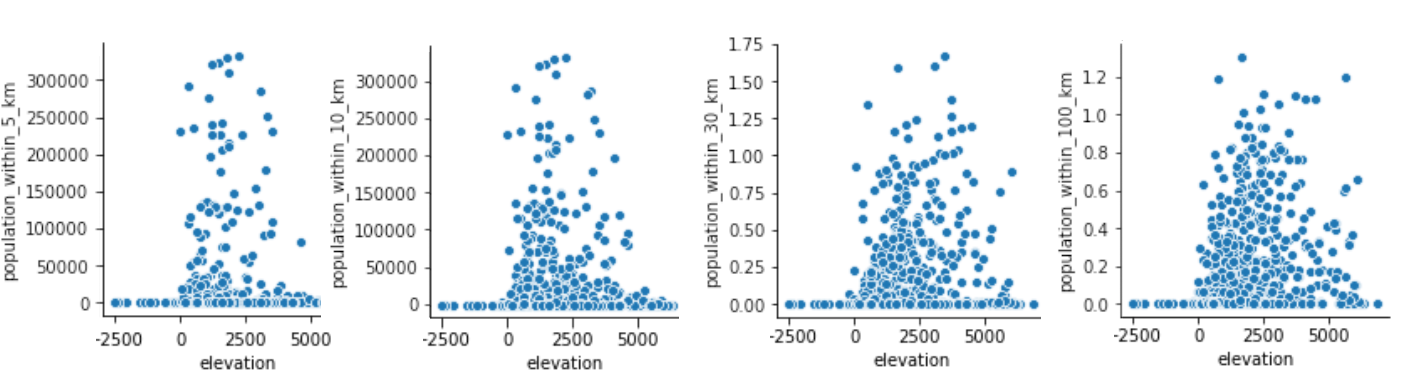 population_within_5_km
300000
250000
200000
150000
100000
50000
0
-2500 0 2500 5000
elevation
population_within_10_km
300000
250000
200000
150000
100000
50000
0
-2500 0 2500 5000
elevation
population_within_30_km
1.75
1.50
1.25
1.00
0.75
0.50
0.25
0.00
-2500 0 2500 5000
elevation
population_within_100_km
1.2
1.0
0.8
0.6
0.4
0.2
0.0
-2500 0 2500 5000
elevation